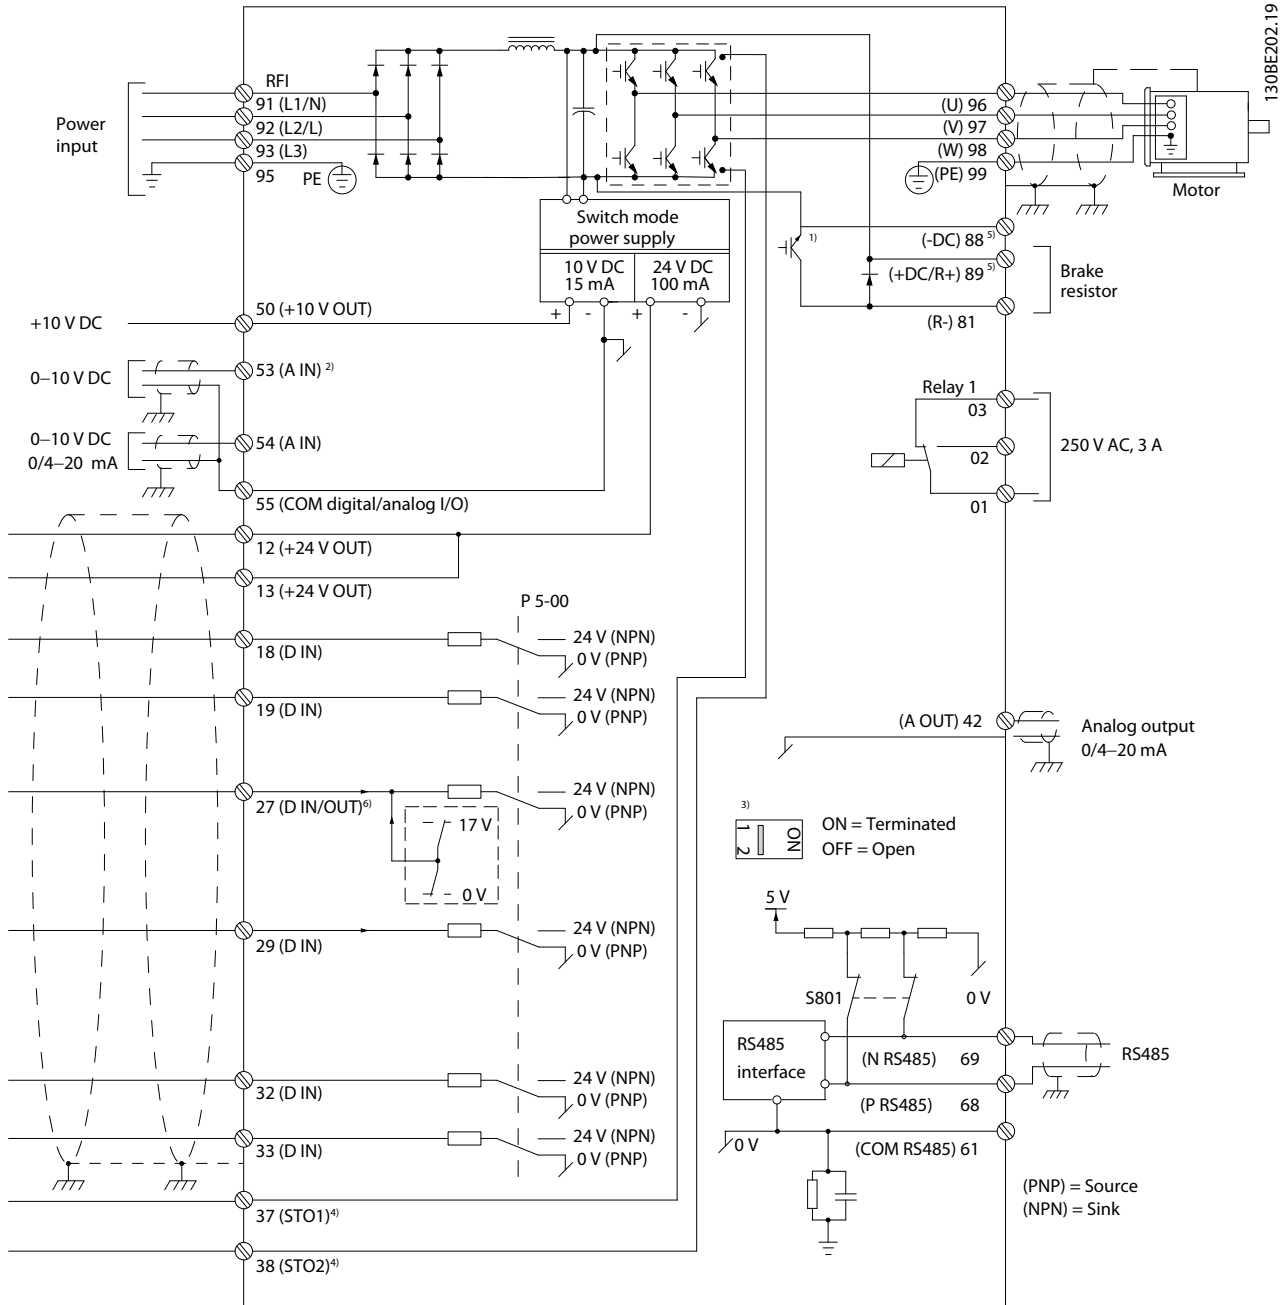 130BE202.19
RFI
91 (L1/N)
92 (L2/L)
93 (L3)
95
PE
Power
input
(U) 96
(V) 97
(W) 98
(PE) 99
Motor
Switch mode
power supply
10 V DC
15 mA
24 V DC
100 mA
+ - + -
1)
(-DC) 88 5)
(+DC/R+) 89 5)
(R-) 81
Brake
resistor
50 (+10 V OUT)
+10 V DC
53 (A IN) 2)
0–10 V DC
54 (A IN)
0–10 V DC
0/4–20 mA
55 (COM digital/analog I/O)
12 (+24 V OUT)
13 (+24 V OUT)
Relay 1
03
02
01
250 V AC, 3 A
P 5-00
18 (D IN)
24 V (NPN)
0 V (PNP)
19 (D IN)
24 V (NPN)
0 V (PNP)
27 (D IN/OUT)6)
24 V (NPN)
0 V (PNP)
17 V
0 V
29 (D IN)
24 V (NPN)
0 V (PNP)
32 (D IN)
24 V (NPN)
0 V (PNP)
33 (D IN)
24 V (NPN)
0 V (PNP)
37 (STO1)4)
38 (STO2)4)
(A OUT) 42
Analog output
0/4–20 mA
3)
1 2
ON
ON = Terminated
OFF = Open
5 V
S801
0 V
RS485
interface
(N RS485) 69
(P RS485) 68
RS485
0 V
(COM RS485) 61
(PNP) = Source
(NPN) = Sink